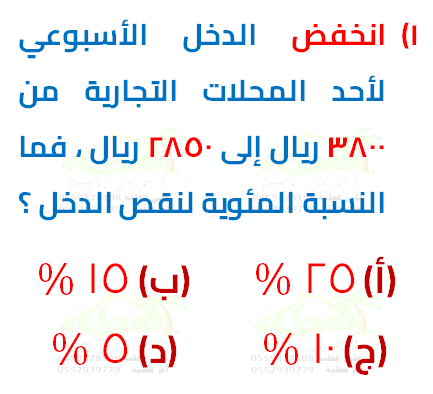 ١) انخفض الدخل الأسبوعي
لأحد المحلات التجارية من
٣٨٠٠ ريال إلى ٢٨٥٠ ريال ، فما
النسبة المئوية لنقص الدخل ؟
(أ) ٢٥ % (ب) ١٥ %
(ج) ١٠ % (د) ٥ %
0552939779